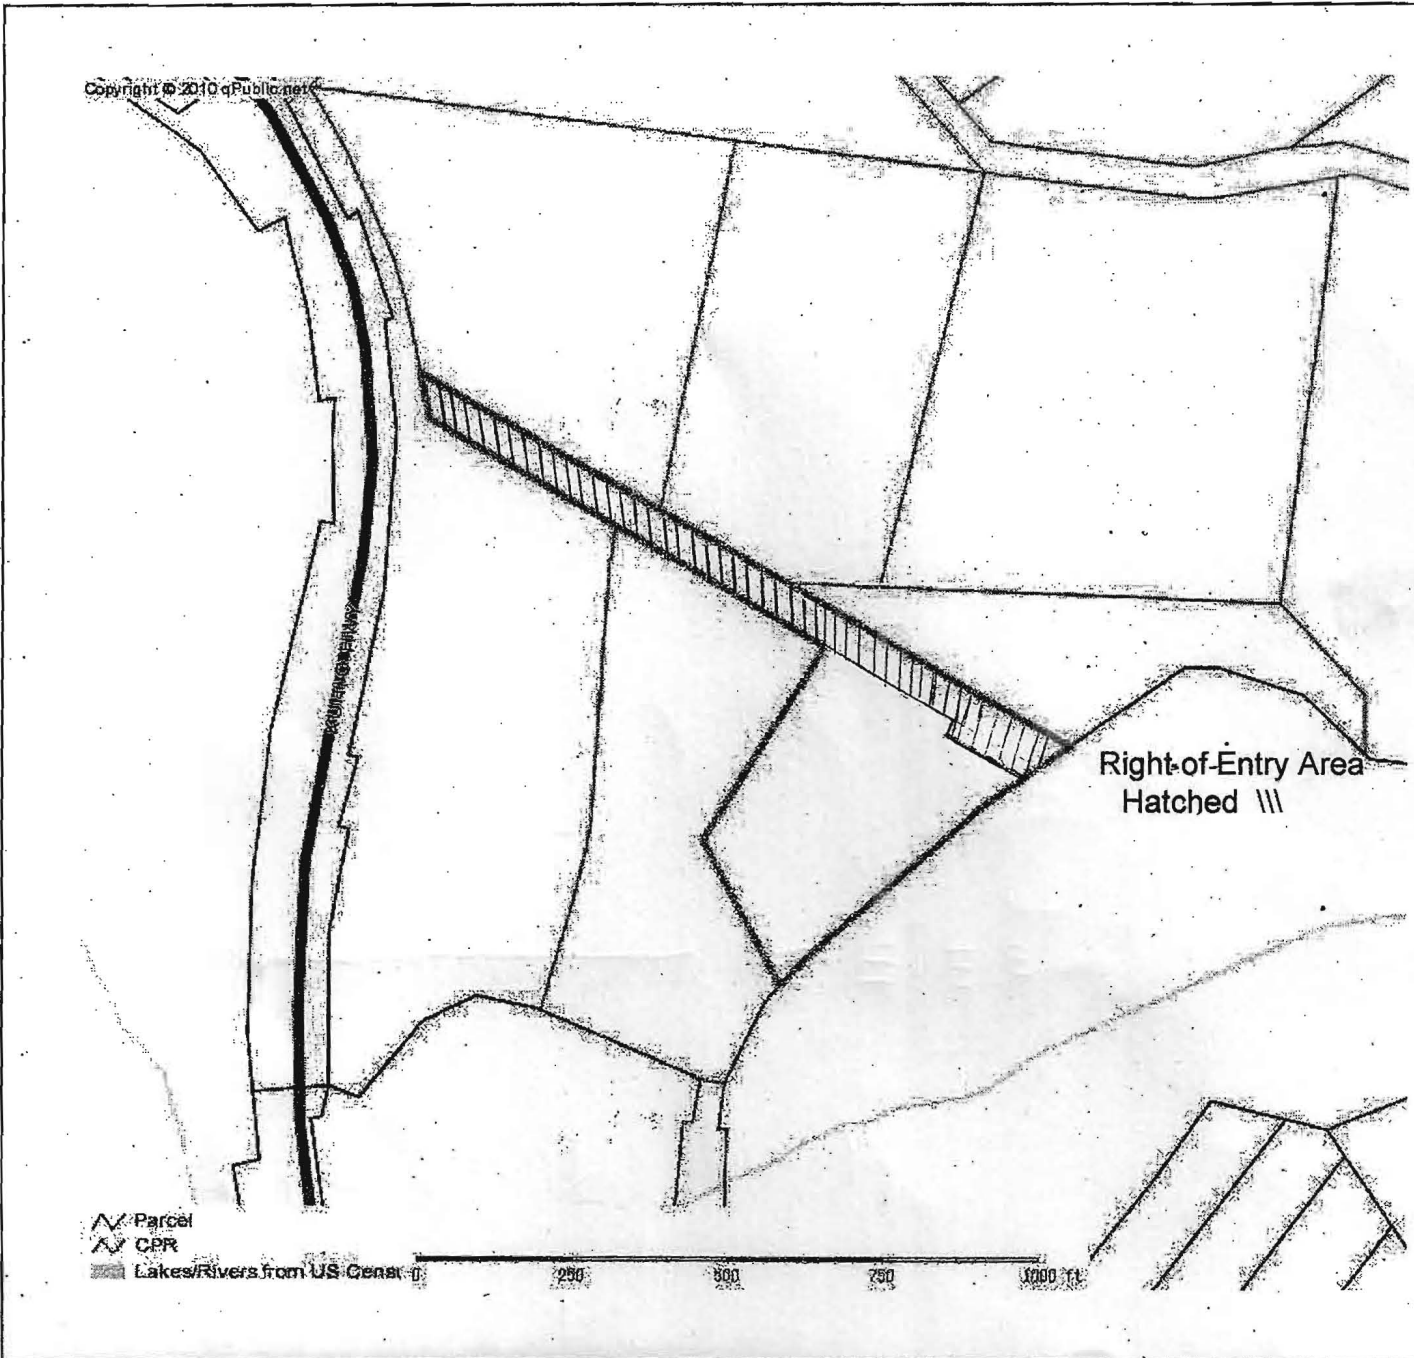 Copyright © 2010 qPublic.net
Right-of-Entry Area
Hatched \\\
Parcel
CPR
Lakes/Rivers from US Censu
0 250 500 750 1000 ft